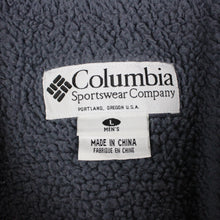 Columbia
Sportswear Company
PORTLAND, OREGON U.S.A.
L
MEN'S
MADE IN CHINA
FABRIQUÉ EN CHINE